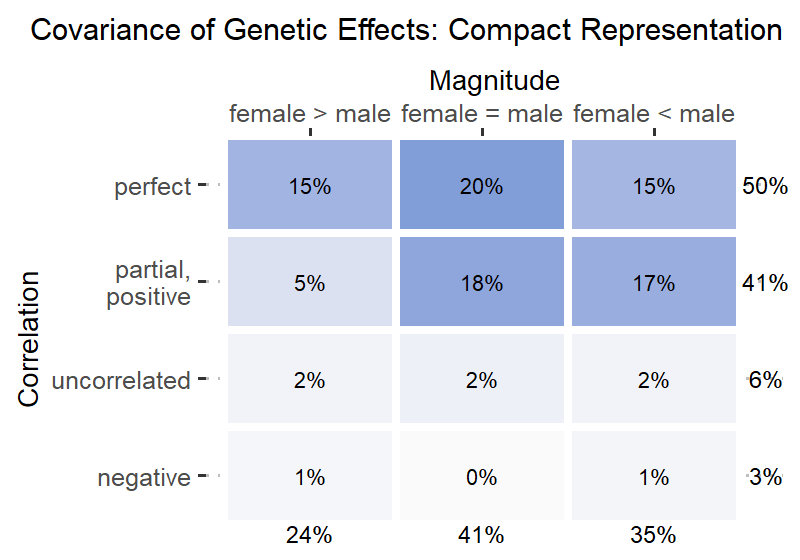 Covariance of Genetic Effects: Compact Representation
Magnitude
female > male female = male female < male
perfect 15% 20% 15% 50%
partial,
positive 5% 18% 17% 41%
Correlation
uncorrelated 2% 2% 2% 6%
negative 1% 0% 1% 3%
24% 41% 35%